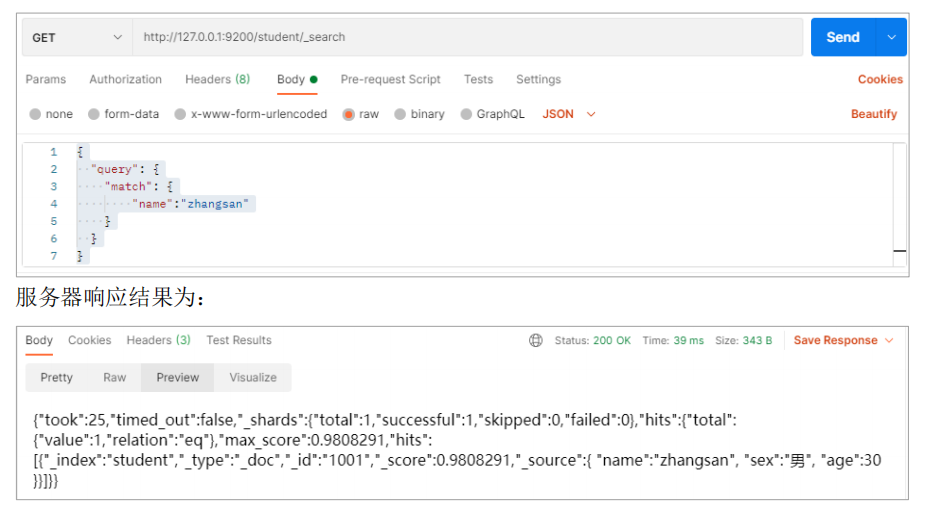 GET http://127.0.0.1:9200/student/_search Send
Params Authorization Headers (8) Body Pre-request Script Tests Settings Cookies
none form-data x-www-form-urlencoded raw binary GraphQL JSON Beautify
1 {
2 "query": {
3 "match": {
4 "name":"zhangsan"
5 }
6 }
7 }
服务器响应结果为：
Body Cookies Headers (3) Test Results Status: 200 OK Time: 39 ms Size: 343 B Save Response
Pretty Raw Preview Visualize
{"took":25,"timed_out":false,"_shards":{"total":1,"successful":1,"skipped":0,"failed":0},"hits":{"total":
{"value":1,"relation":"eq"},"max_score":0.9808291,"hits":
[{"_index":"student","_type":"_doc","_id":"1001","_score":0.9808291,"_source":{ "name":"zhangsan", "sex":"男", "age":30
}}]}}